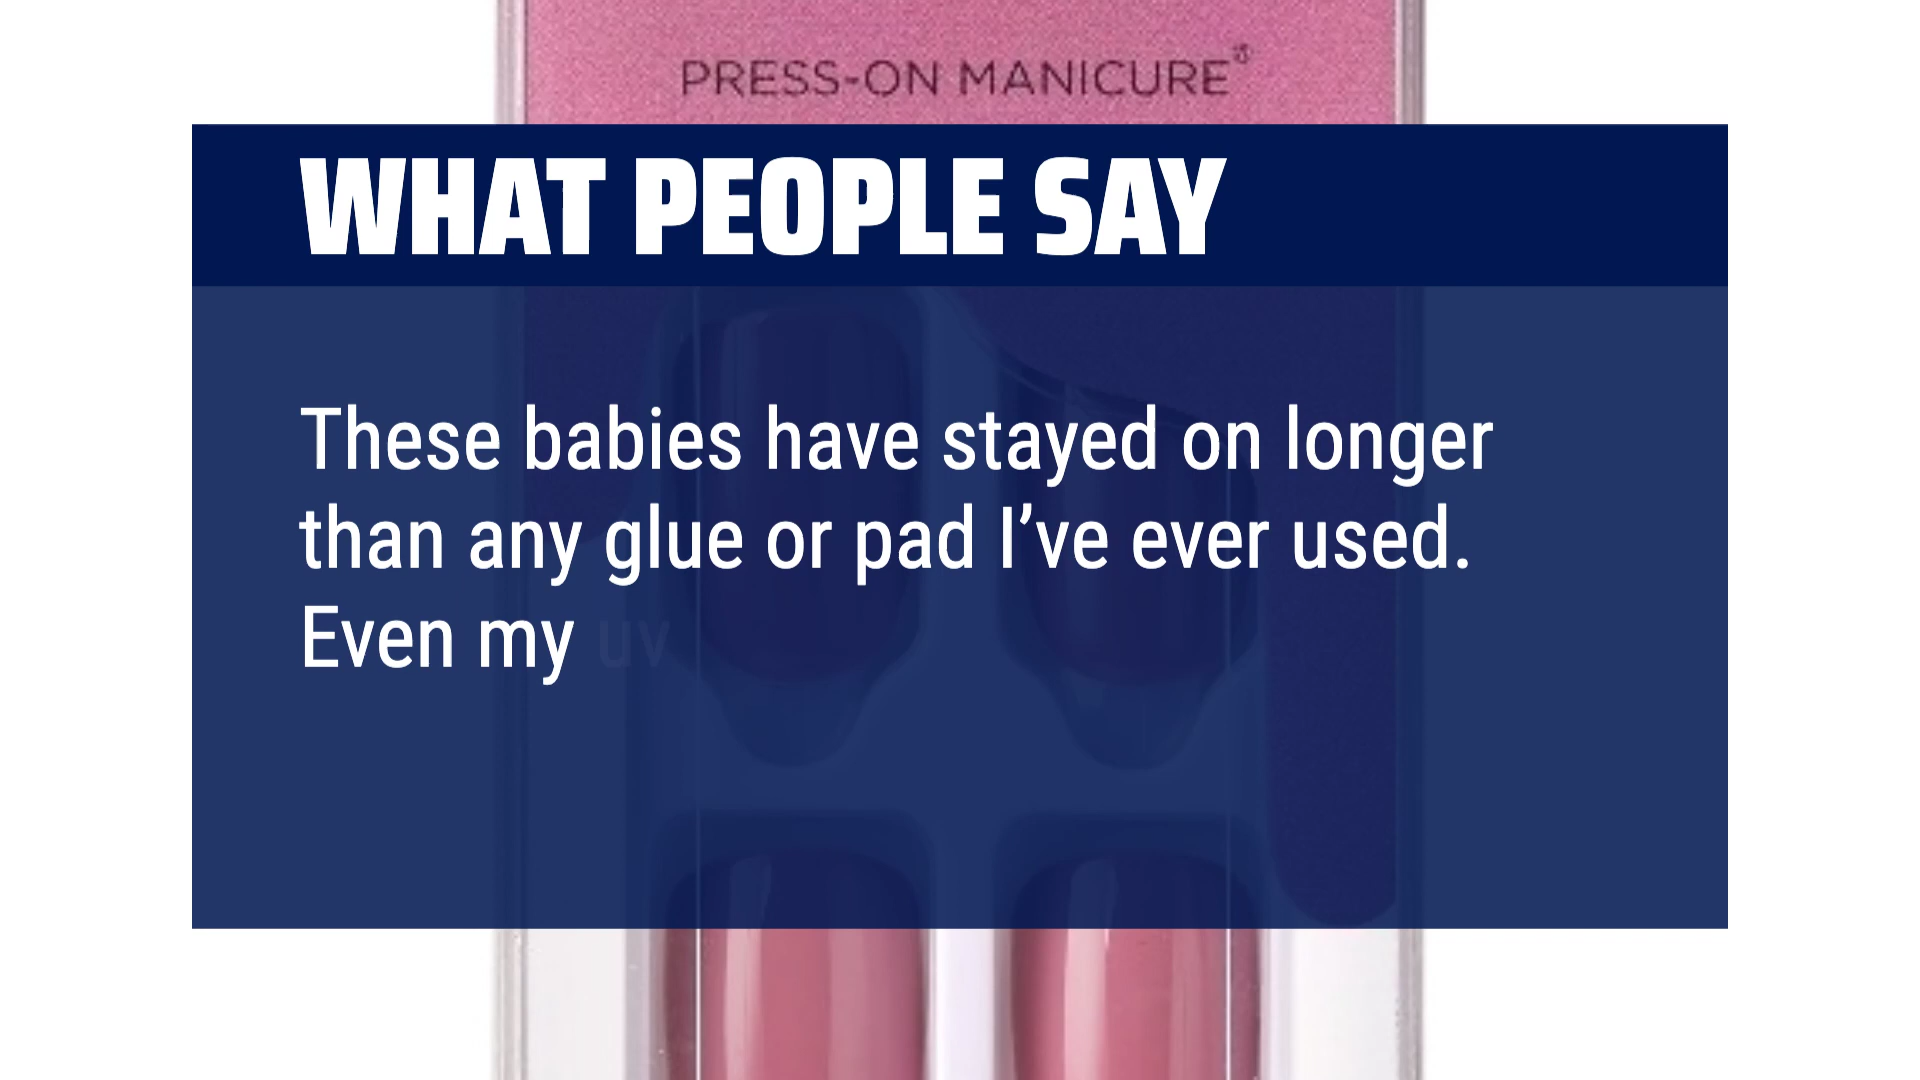 PRESS-ON MANICURE®
WHAT PEOPLE SAY
These babies have stayed on longer
than any glue or pad I’ve ever used.
Even my uv